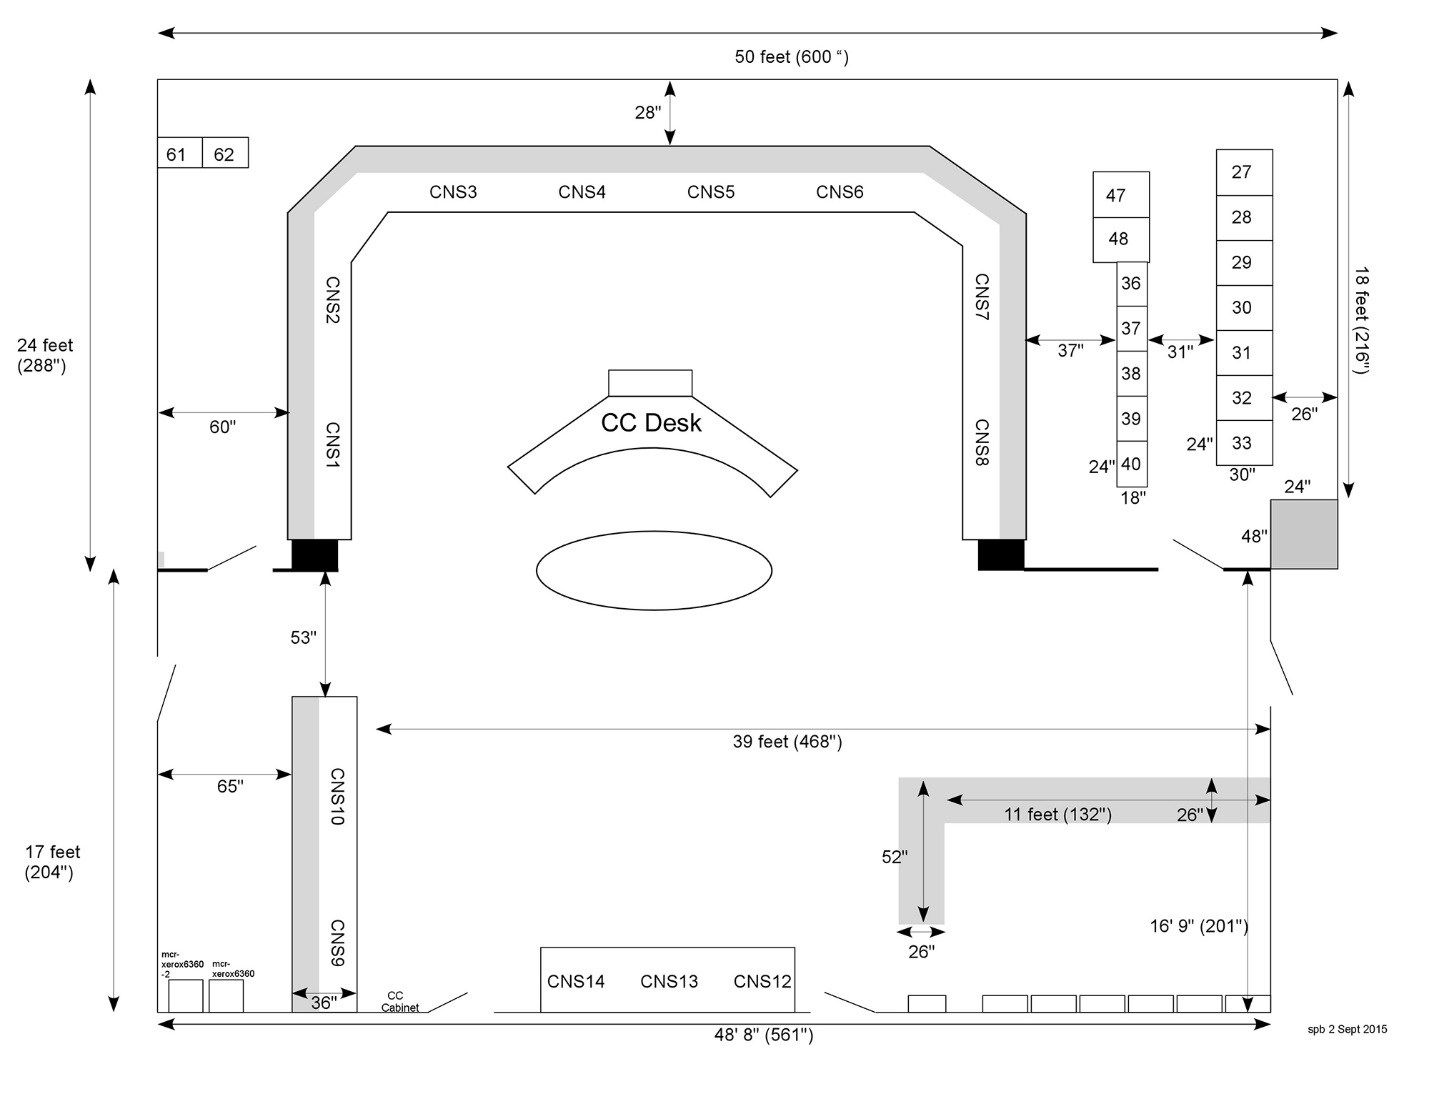 50 feet (600 “)
28"
61
62
CNS3
CNS4
CNS5
CNS6
47
48
27
28
29
30
31
32
33
36
37
38
39
40
CNS2
CNS1
CNS7
CNS8
24 feet
(288")
60"
CC Desk
37"
31"
26"
18 feet (216")
24"
18"
24"
30"
24"
48"
53"
39 feet (468")
65"
CNS10
CNS9
11 feet (132")
26"
52"
26"
17 feet
(204")
16' 9" (201")
mcr-
xerox6360
-2
mcr-
xerox6360
36"
CC
Cabinet
CNS14
CNS13
CNS12
48' 8" (561")
spb 2 Sept 2015